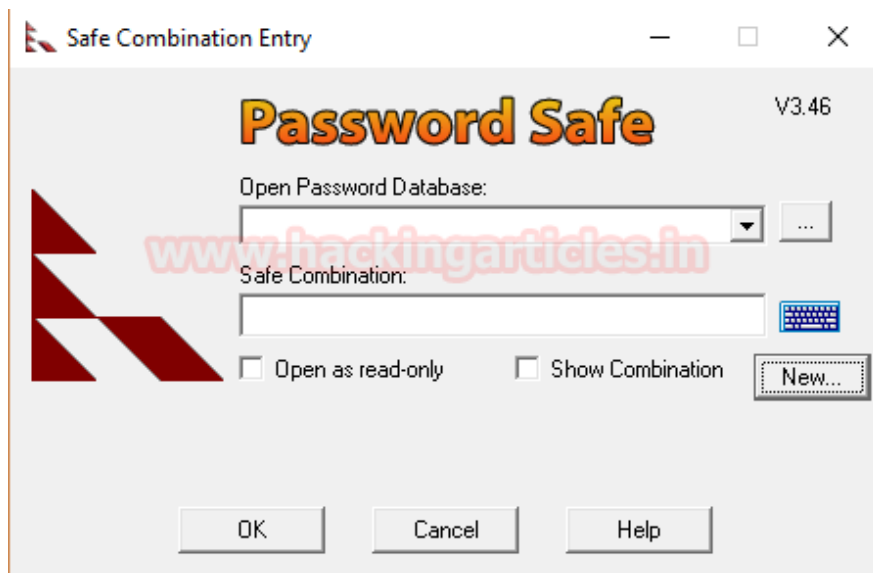 Safe Combination Entry
Password Safe
V3.46
Open Password Database:
...
www.hackingarticles.in
Safe Combination:
Open as read-only
Show Combination
New...
OK
Cancel
Help